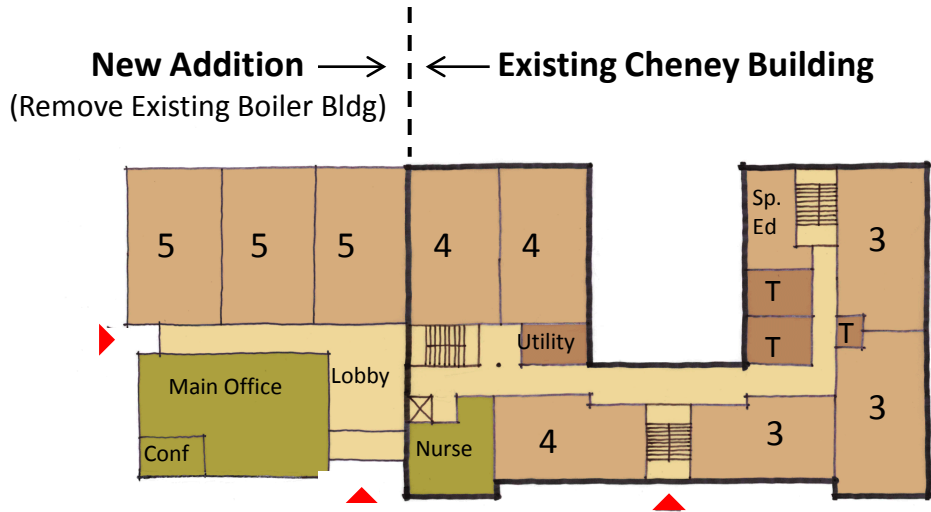 New Addition
(Remove Existing Boiler Bldg)
Existing Cheney Building
5
5
5
4
4
Sp.
Ed
3
T
T
T
Utility
Main Office
Lobby
Conf
Nurse
4
3
3